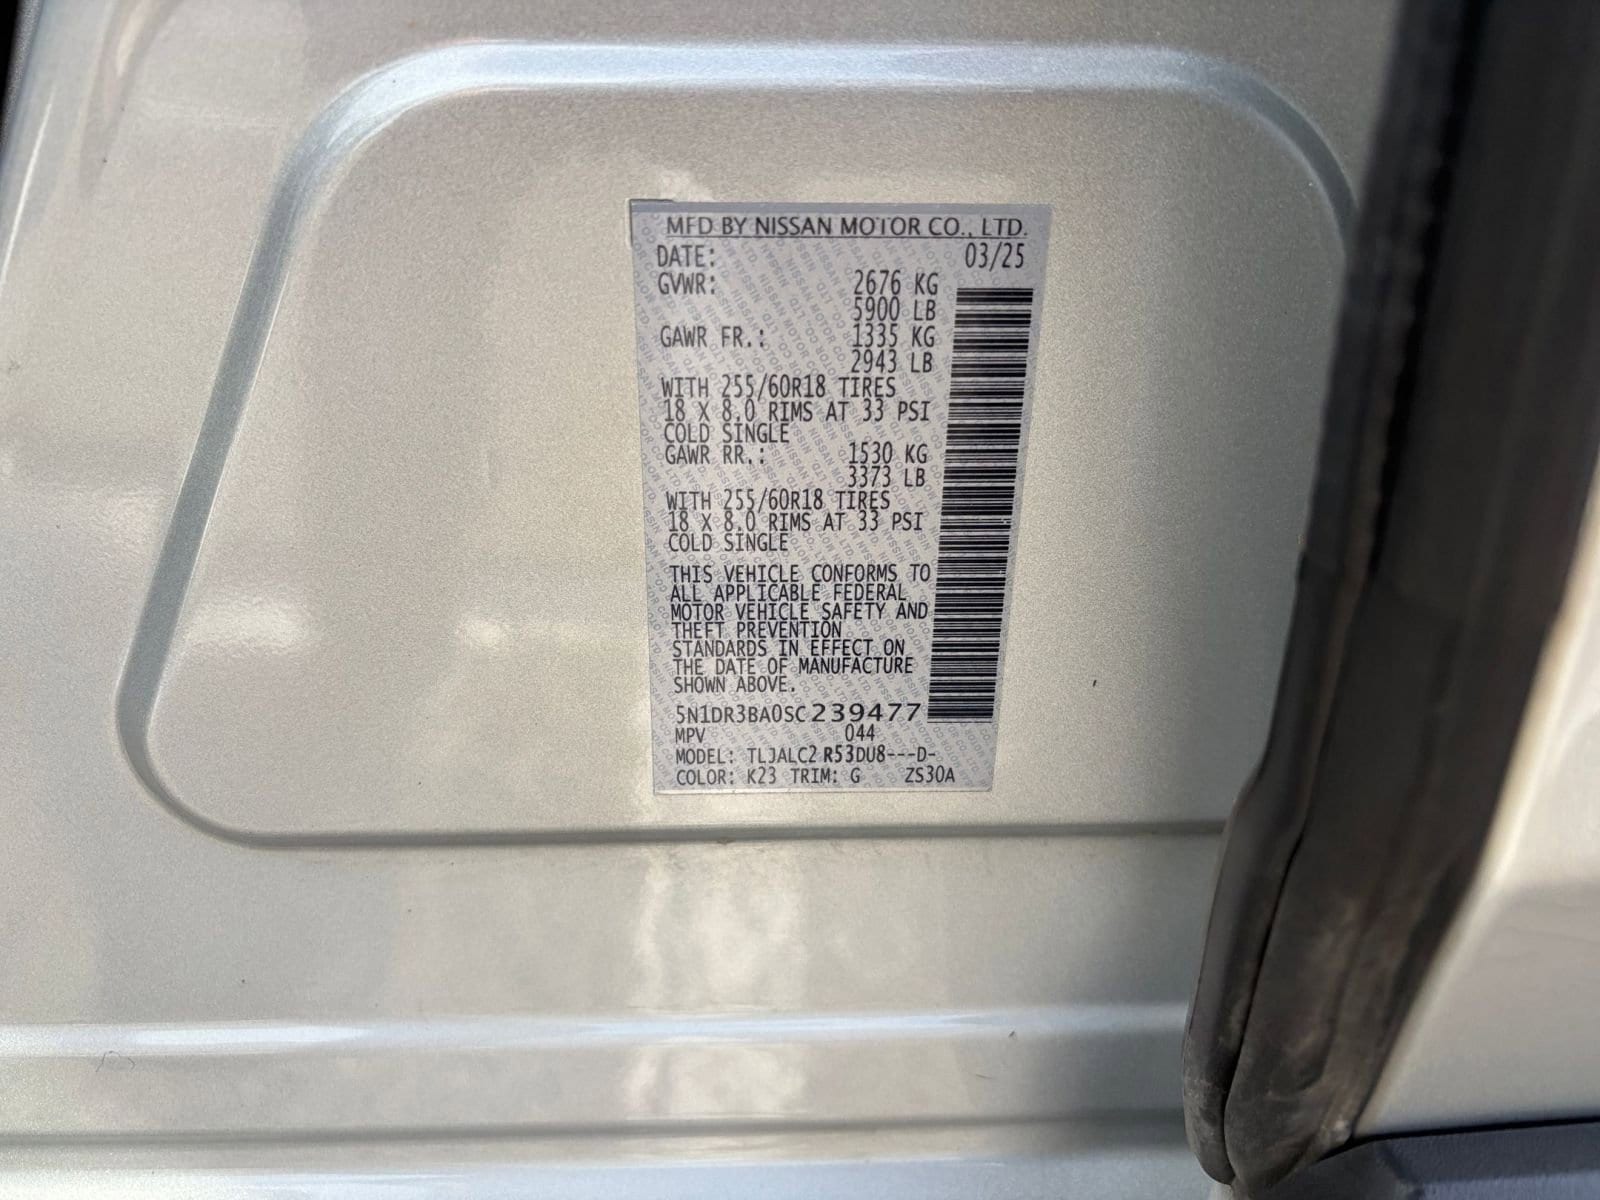 MFD BY NISSAN MOTOR CO., LTD.
DATE: 03/25
GVWR: 2676 KG
5900 LB
GAWR FR.: 1335 KG
2943 LB
WITH 255/60R18 TIRES
18 X 8.0 RIMS AT 33 PSI
COLD SINGLE
GAWR RR.: 1530 KG
3373 LB
WITH 255/60R18 TIRES
18 X 8.0 RIMS AT 33 PSI
COLD SINGLE
THIS VEHICLE CONFORMS TO
ALL APPLICABLE FEDERAL
MOTOR VEHICLE SAFETY AND
THEFT PREVENTION
STANDARDS IN EFFECT ON
THE DATE OF MANUFACTURE
SHOWN ABOVE.
5N1DR3BA0SC239477
MPV 044
MODEL: TLJALC2 R53DU8---D-
COLOR: K23 TRIM: G ZS30A